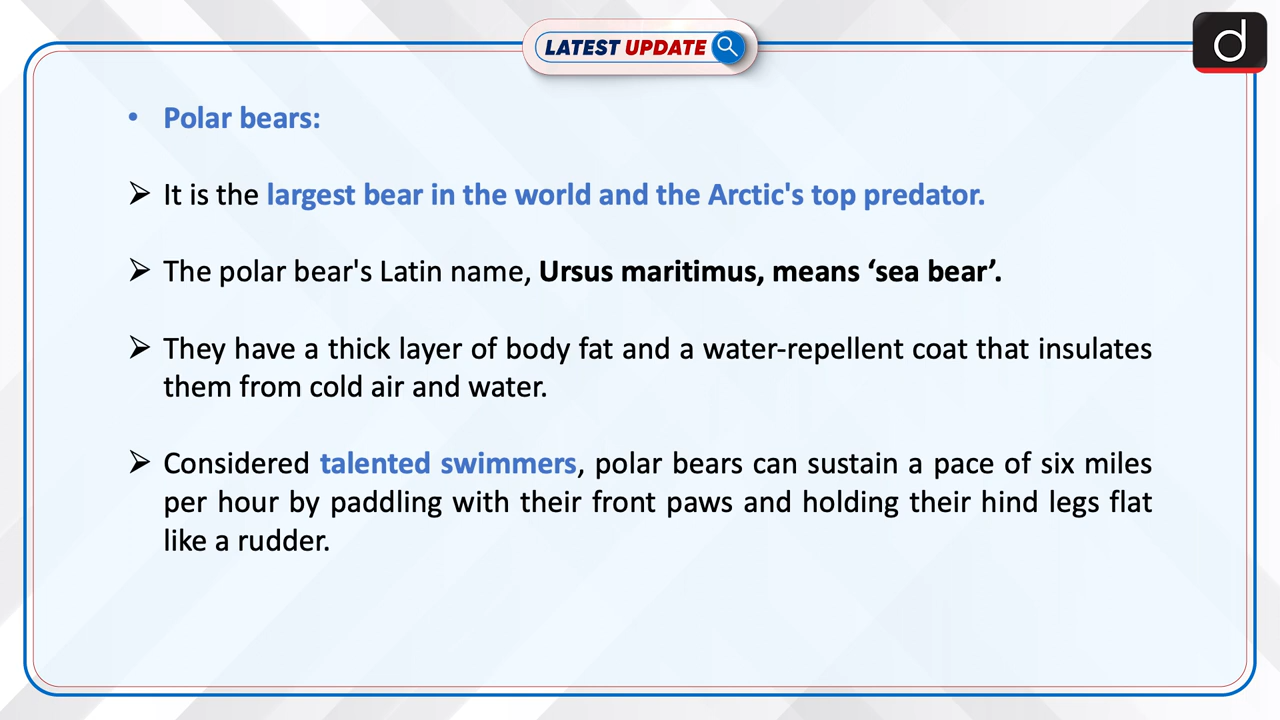 LATEST UPDATE
d
• Polar bears:
➢ It is the largest bear in the world and the Arctic's top predator.
➢ The polar bear's Latin name, Ursus maritimus, means ‘sea bear’.
➢ They have a thick layer of body fat and a water-repellent coat that insulates
them from cold air and water.
➢ Considered talented swimmers, polar bears can sustain a pace of six miles
per hour by paddling with their front paws and holding their hind legs flat
like a rudder.